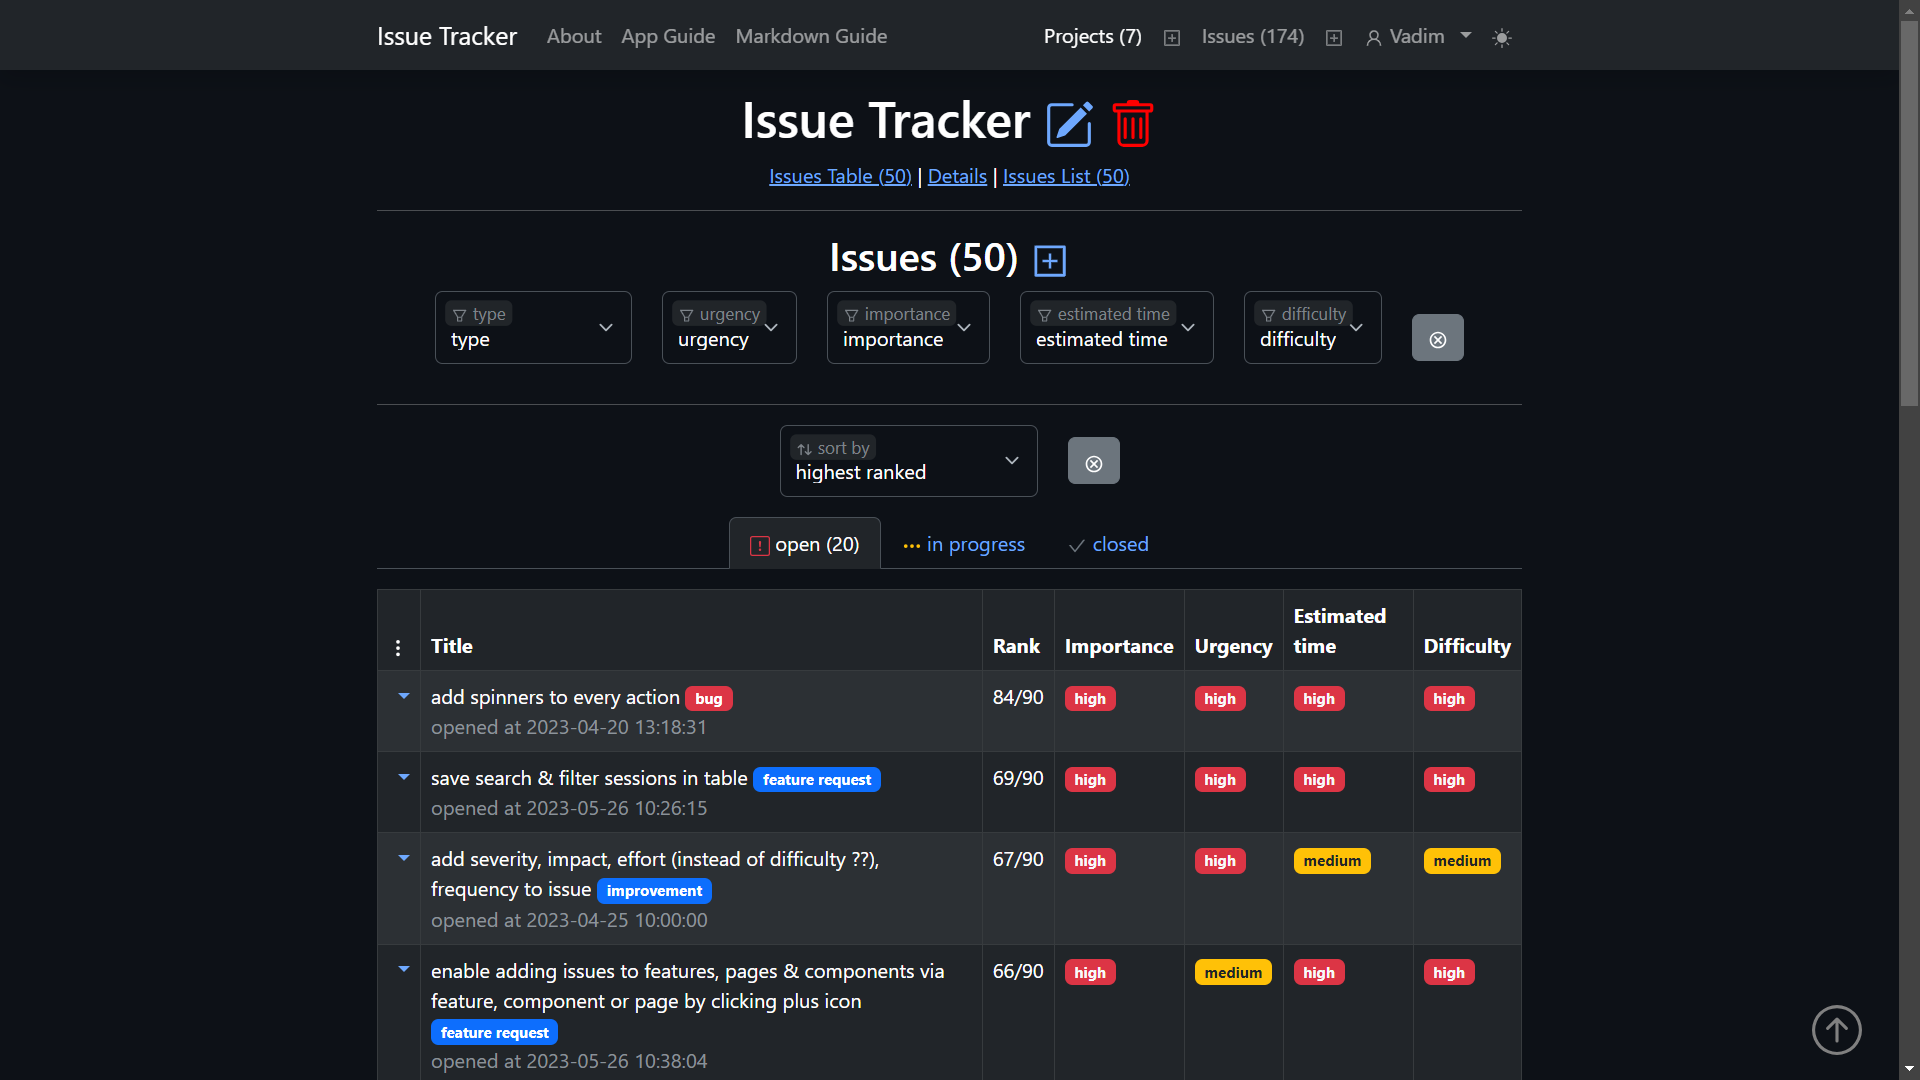 Issue Tracker About App Guide Markdown Guide Projects (7) Issues (174) Vadim
Issue Tracker
Issues Table (50) | Details | Issues List (50)
Issues (50)
type urgency importance estimated time difficulty
type urgency importance estimated time difficulty
sort by
highest ranked
open (20) in progress closed
Title Rank Importance Urgency Estimated time Difficulty
add spinners to every action bug 84/90 high high high high
opened at 2023-04-20 13:18:31
save search & filter sessions in table feature request 69/90 high high high high
opened at 2023-05-26 10:26:15
add severity, impact, effort (instead of difficulty ??), 67/90 high high medium medium
frequency to issue improvement
opened at 2023-04-25 10:00:00
enable adding issues to features, pages & components via 66/90 high medium high high
feature, component or page by clicking plus icon
feature request
opened at 2023-05-26 10:38:04